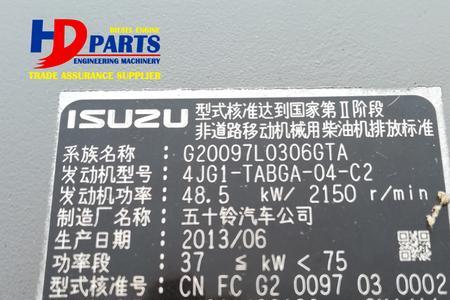 DIESEL ENGINE
HD PARTS
ENGINEERING MACHINERY
TRADE ASSURANCE SUPPLIER
ISUZU 型式核准达到国家第Ⅱ阶段
非道路移动机械用柴油机排放标准
系族名称： G20097L0306GTA
发动机型号： 4JG1-TABGA-04-C2
发动机功率： 48.5 kW/ 2150 r/min
制造厂名称： 五十铃汽车公司
生产日期： 2013/06
功率段： 37 ≦ kW < 75
型式核准号： CN FC G2 0097 03 0002